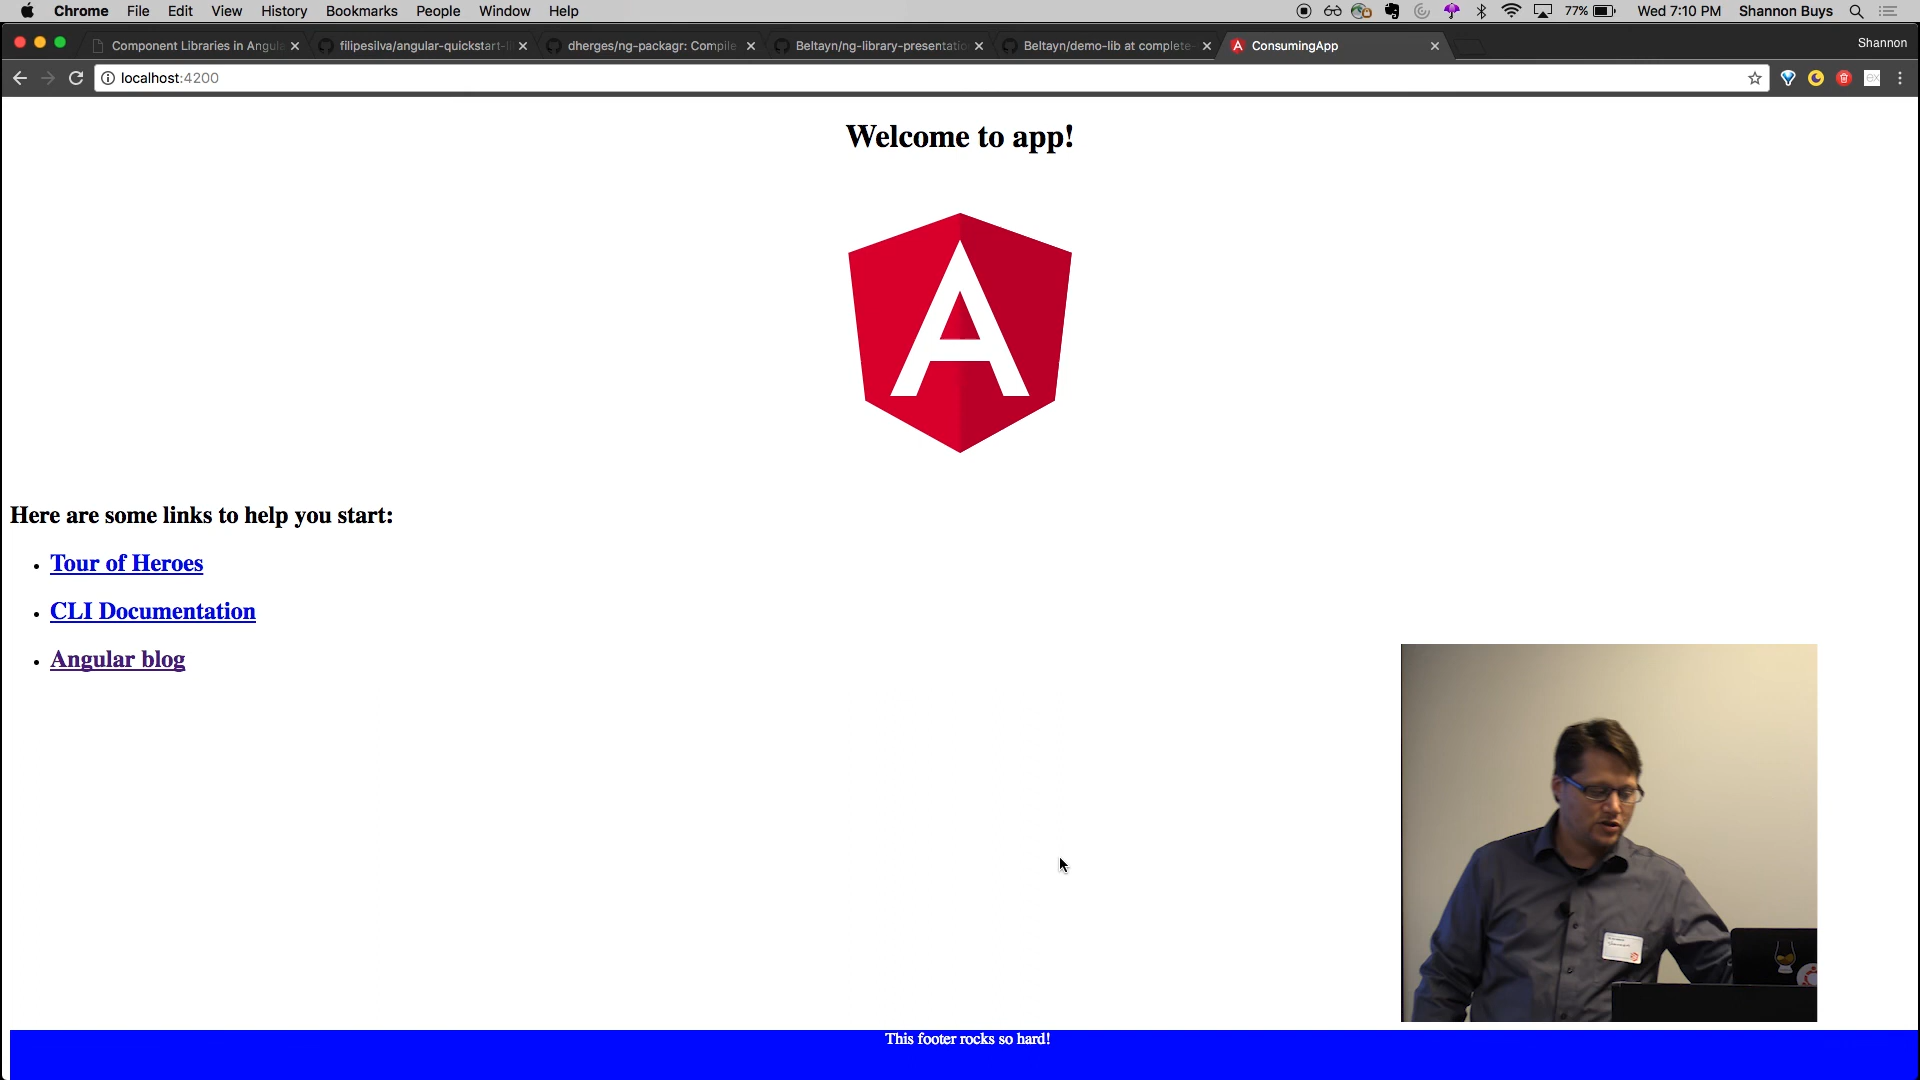 Chrome File Edit View History Bookmarks People Window Help 77% Wed 7:10 PM Shannon Buys
Component Libraries in Angul
filipesilva/angular-quickstart-li
dherges/ng-packagr: Compile
Beltayn/ng-library-presentatio
Beltayn/demo-lib at complete-
ConsumingApp
Shannon
localhost:4200
Welcome to app!
A
Here are some links to help you start:
Tour of Heroes
CLI Documentation
Angular blog
This footer rocks so hard!